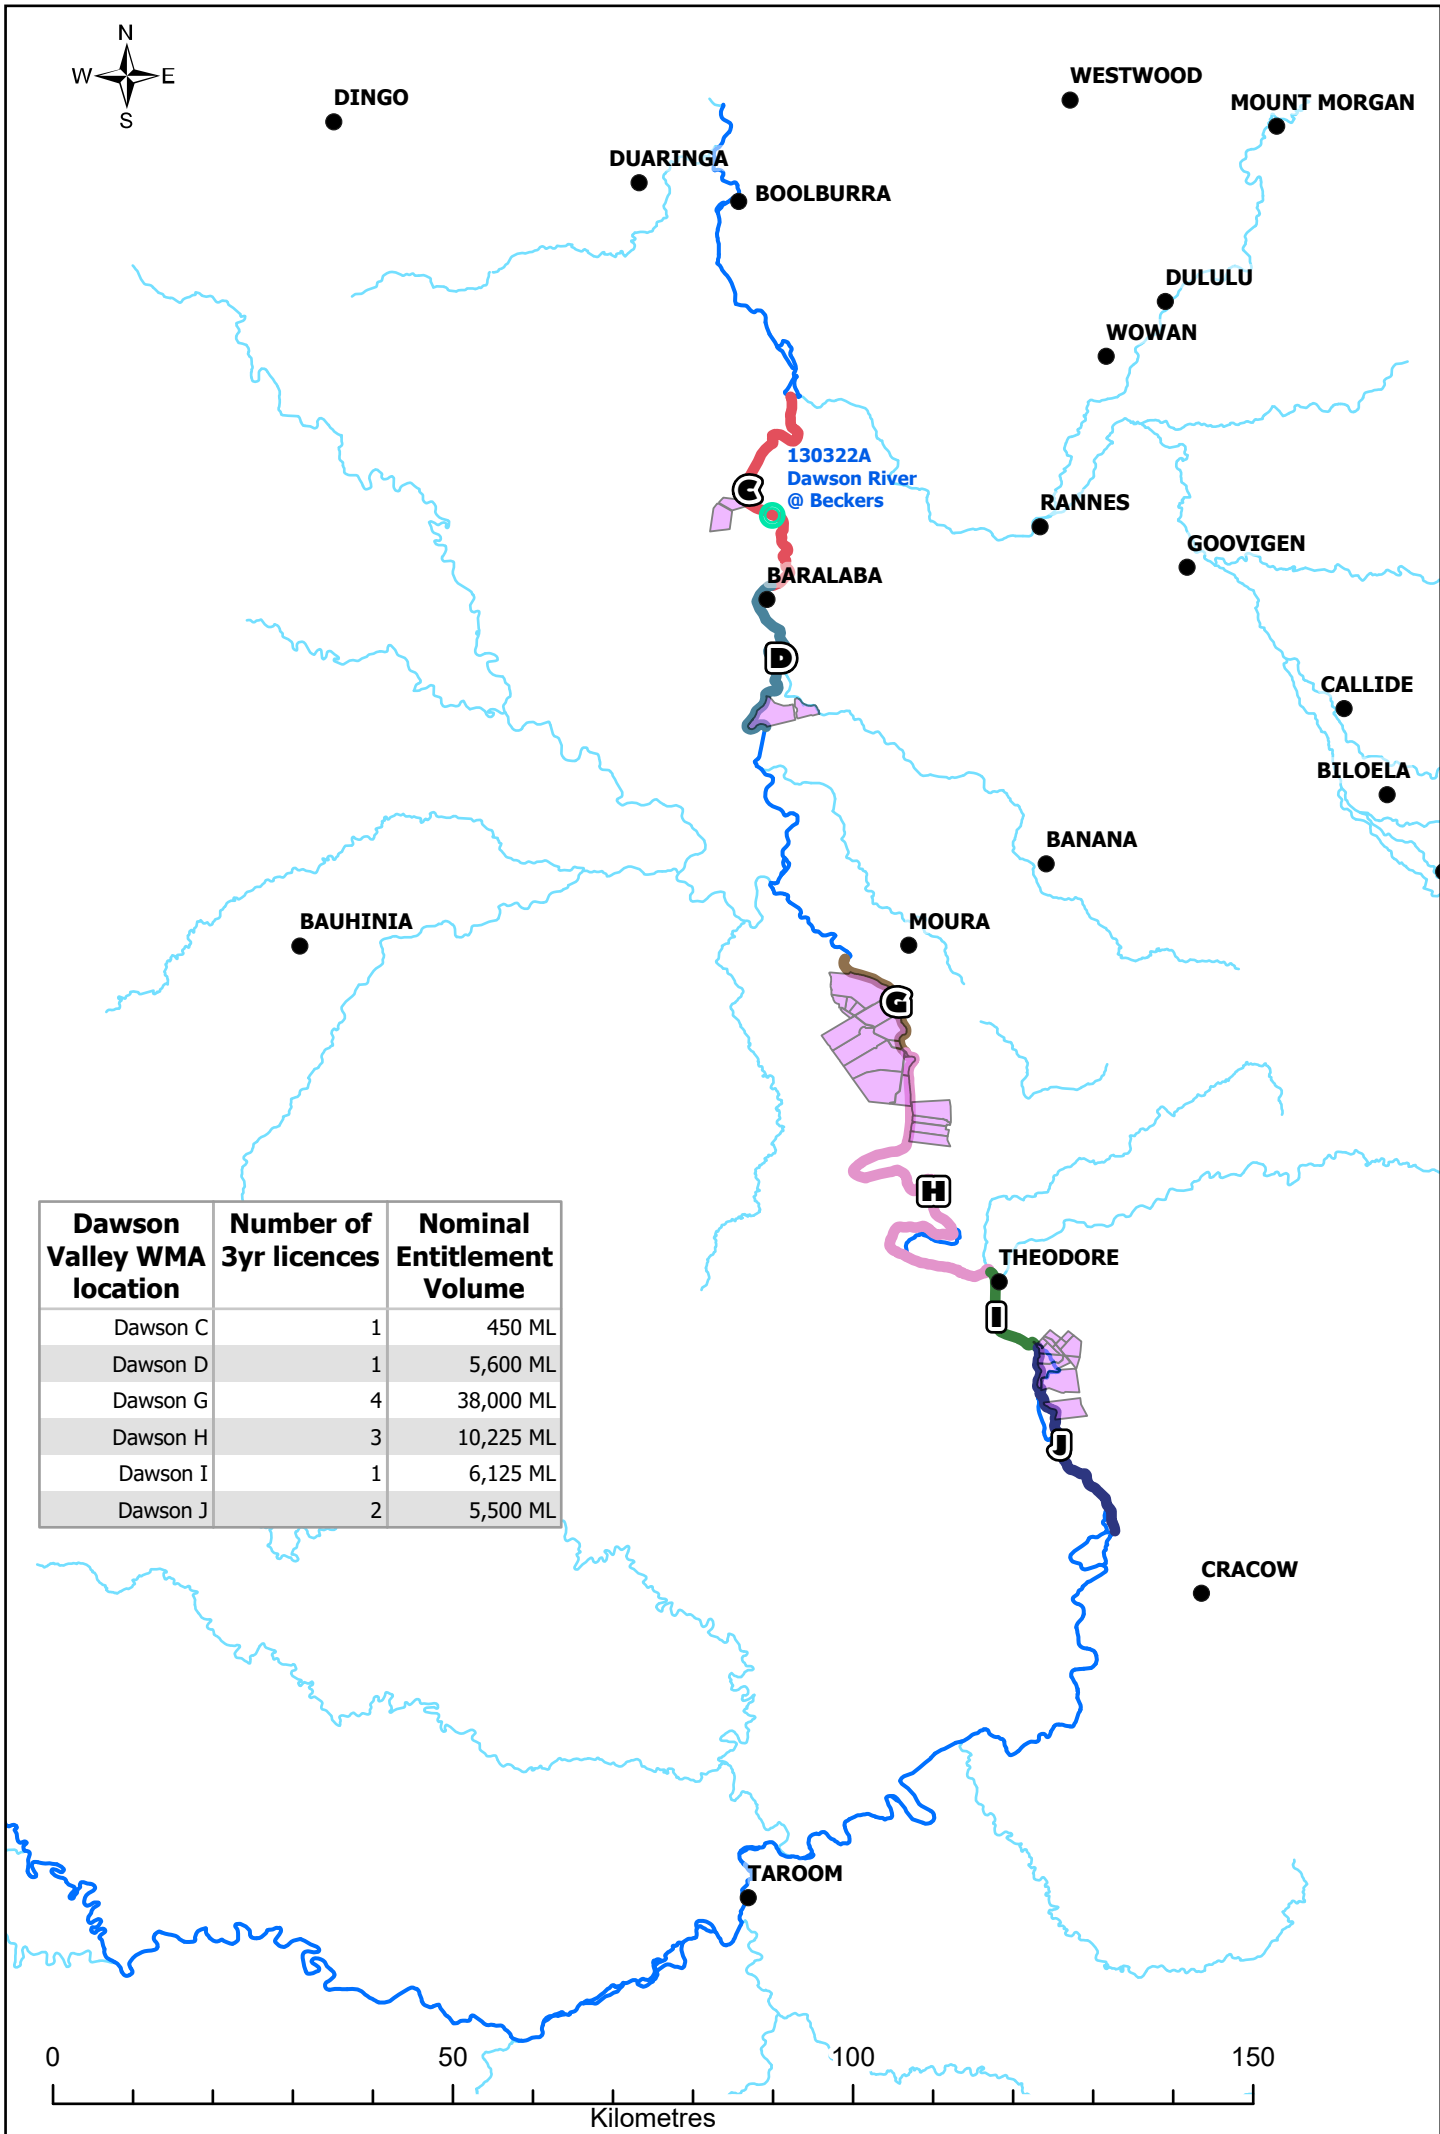 N
W E
S
DINGO
WESTWOOD
MOUNT MORGAN
DUARINGA
BOOLBURRA
DULULU
WOWAN
130322A
Dawson River
@ Beckers
C
RANNES
GOOVIGEN
BARALABA
D
CALLIDE
BILOELA
BANANA
BAUHINIA
MOURA
G
H
THEODORE
I
J
Dawson Valley WMA location | Number of 3yr licences | Nominal Entitlement Volume
Dawson C 1 450 ML
Dawson D 1 5,600 ML
Dawson G 4 38,000 ML
Dawson H 3 10,225 ML
Dawson I 1 6,125 ML
Dawson J 2 5,500 ML
CRACOW
TAROOM
0 50 100 150
Kilometres